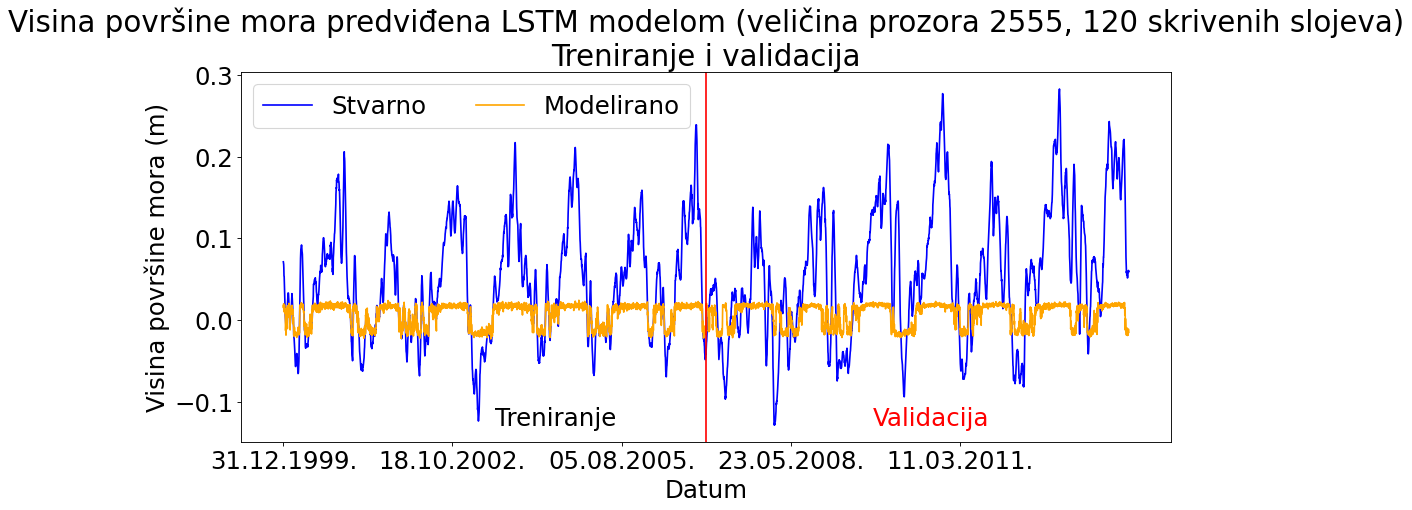 Visina površine mora predviđena LSTM modelom (veličina prozora 2555, 120 skrivenih slojeva)
Treniranje i validacija
Stvarno
Modelirano
Visina površine mora (m)
0.3
0.2
0.1
0.0
−0.1
Treniranje
Validacija
31.12.1999.
18.10.2002.
05.08.2005.
23.05.2008.
11.03.2011.
Datum